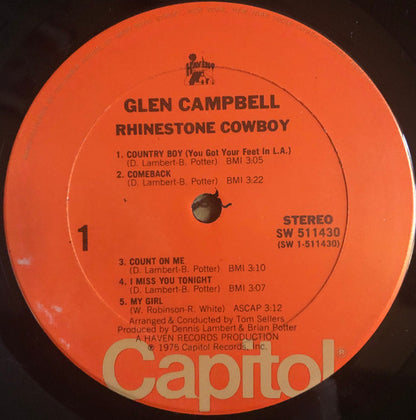 HAVEN
GLEN CAMPBELL
RHINESTONE COWBOY
1. COUNTRY BOY (You Got Your Feet In L.A.)
(D. Lambert-B. Potter) BMI 3:05
2. COMEBACK
(D. Lambert-B. Potter) BMI 3:22
1
STEREO
SW 511430
(SW 1-511430)
3. COUNT ON ME
(D. Lambert-B. Potter) BMI 3:10
4. I MISS YOU TONIGHT
(D. Lambert-B. Potter) BMI 3:07
5. MY GIRL
(W. Robinson-R. White) ASCAP 3:12
Arranged & Conducted by Tom Sellers
Produced by Dennis Lambert & Brian Potter
A HAVEN RECORDS PRODUCTION
℗ 1975 Capitol Records, Inc.
Capitol®